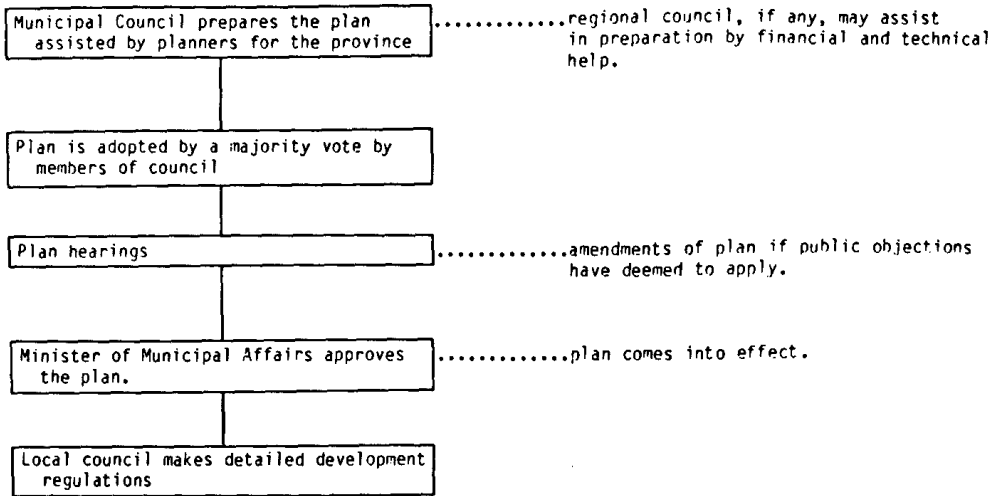 Municipal Council prepares the plan
assisted by planners for the province
..............regional council, if any, may assist
in preparation by financial and technical
help.
Plan is adopted by a majority vote by
members of council
Plan hearings
..............amendments of plan if public objections
have deemed to apply.
Minister of Municipal Affairs approves
the plan.
..............plan comes into effect.
Local council makes detailed development
regulations